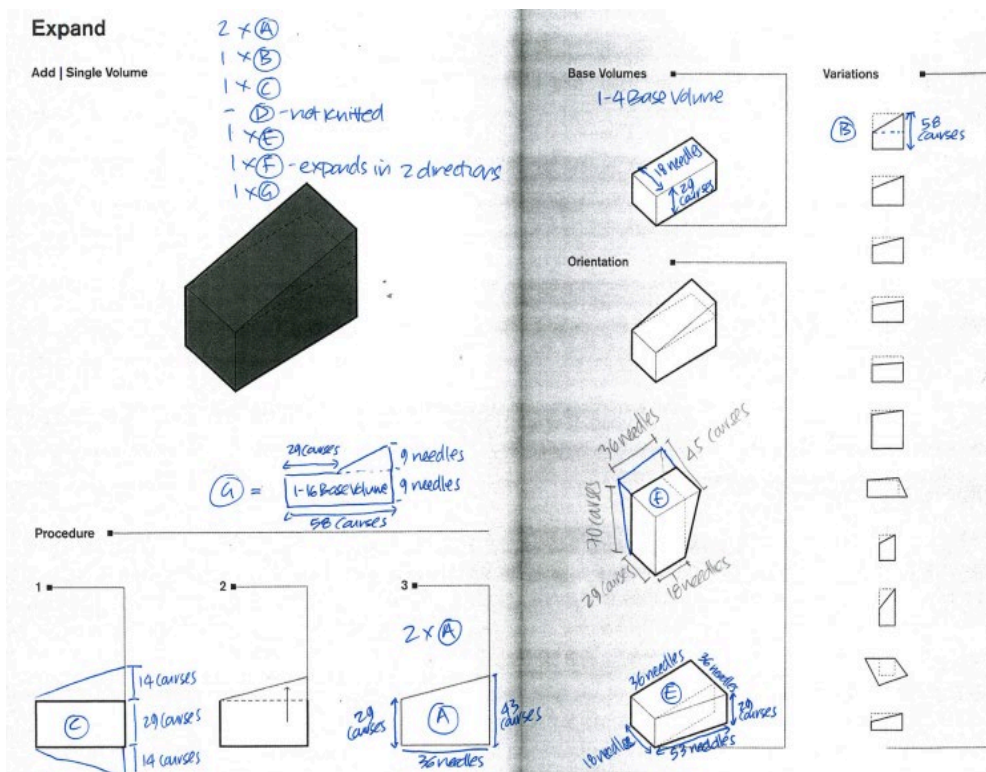 Expand
Add | Single Volume
2 x A
1 x B
1 x C
- D - not knitted
1 x E
1 x F - expands in 2 directions
1 x G
G =
29 courses
1-16 Base Volume
9 needles
9 needles
58 courses
Procedure
1
14 courses
C
29 courses
14 courses
2
3
2 x A
29 courses
A
43 courses
36 needles
Base Volumes
1-4 Base Volume
18 needles
29 courses
Orientation
36 needles
45 courses
F
70 courses
29 courses
18 needles
36 needles
36 needles
E
29 courses
18 needles
53 needles
Variations
B
58 courses